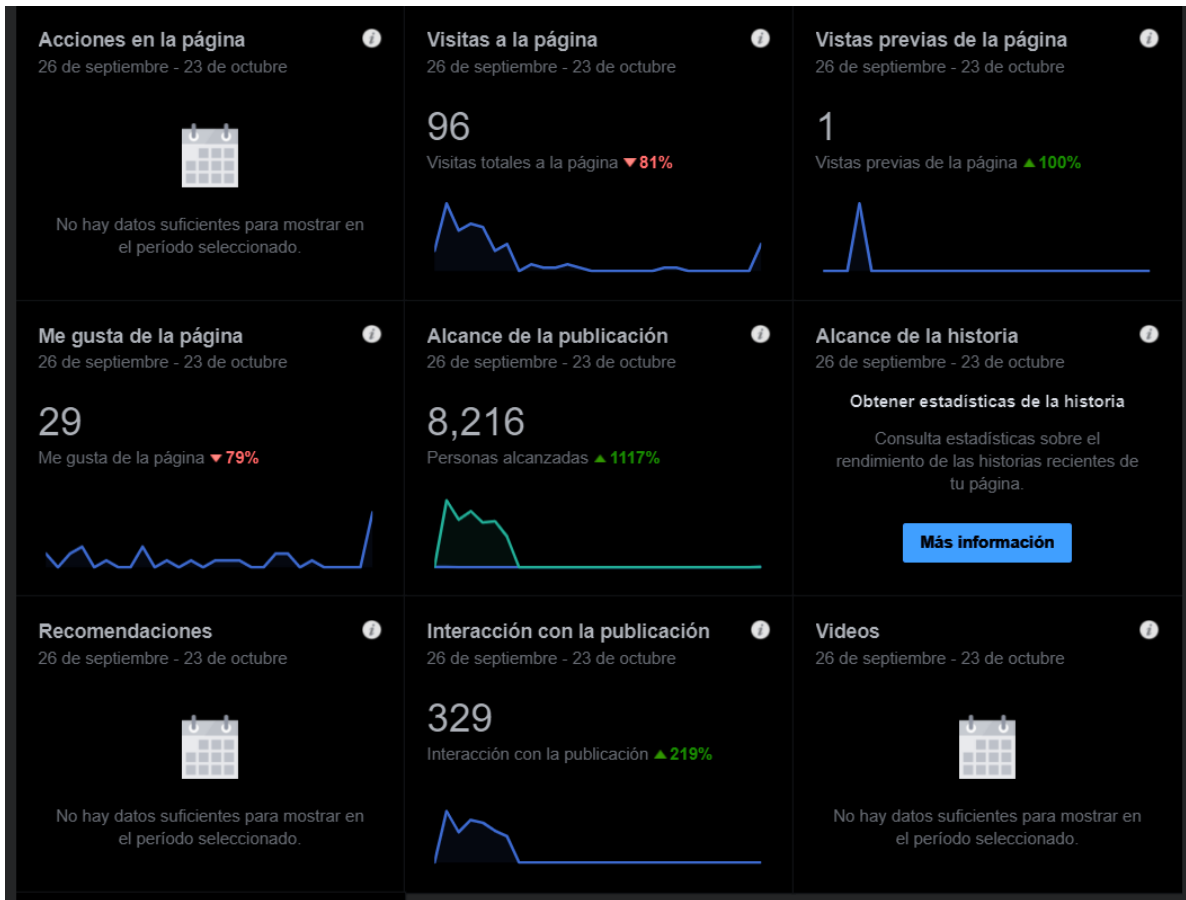 Acciones en la página
26 de septiembre - 23 de octubre
No hay datos suficientes para mostrar en
el período seleccionado.
Visitas a la página
26 de septiembre - 23 de octubre
96
Visitas totales a la página ▼81%
Vistas previas de la página
26 de septiembre - 23 de octubre
1
Vistas previas de la página ▲100%
Me gusta de la página
26 de septiembre - 23 de octubre
29
Me gusta de la página ▼79%
Alcance de la publicación
26 de septiembre - 23 de octubre
8,216
Personas alcanzadas ▲1117%
Alcance de la historia
26 de septiembre - 23 de octubre
Obtener estadísticas de la historia
Consulta estadísticas sobre el
rendimiento de las historias recientes de
tu página.
Más información
Recomendaciones
26 de septiembre - 23 de octubre
No hay datos suficientes para mostrar en
el período seleccionado.
Interacción con la publicación
26 de septiembre - 23 de octubre
329
Interacción con la publicación ▲219%
Videos
26 de septiembre - 23 de octubre
No hay datos suficientes para mostrar en
el período seleccionado.